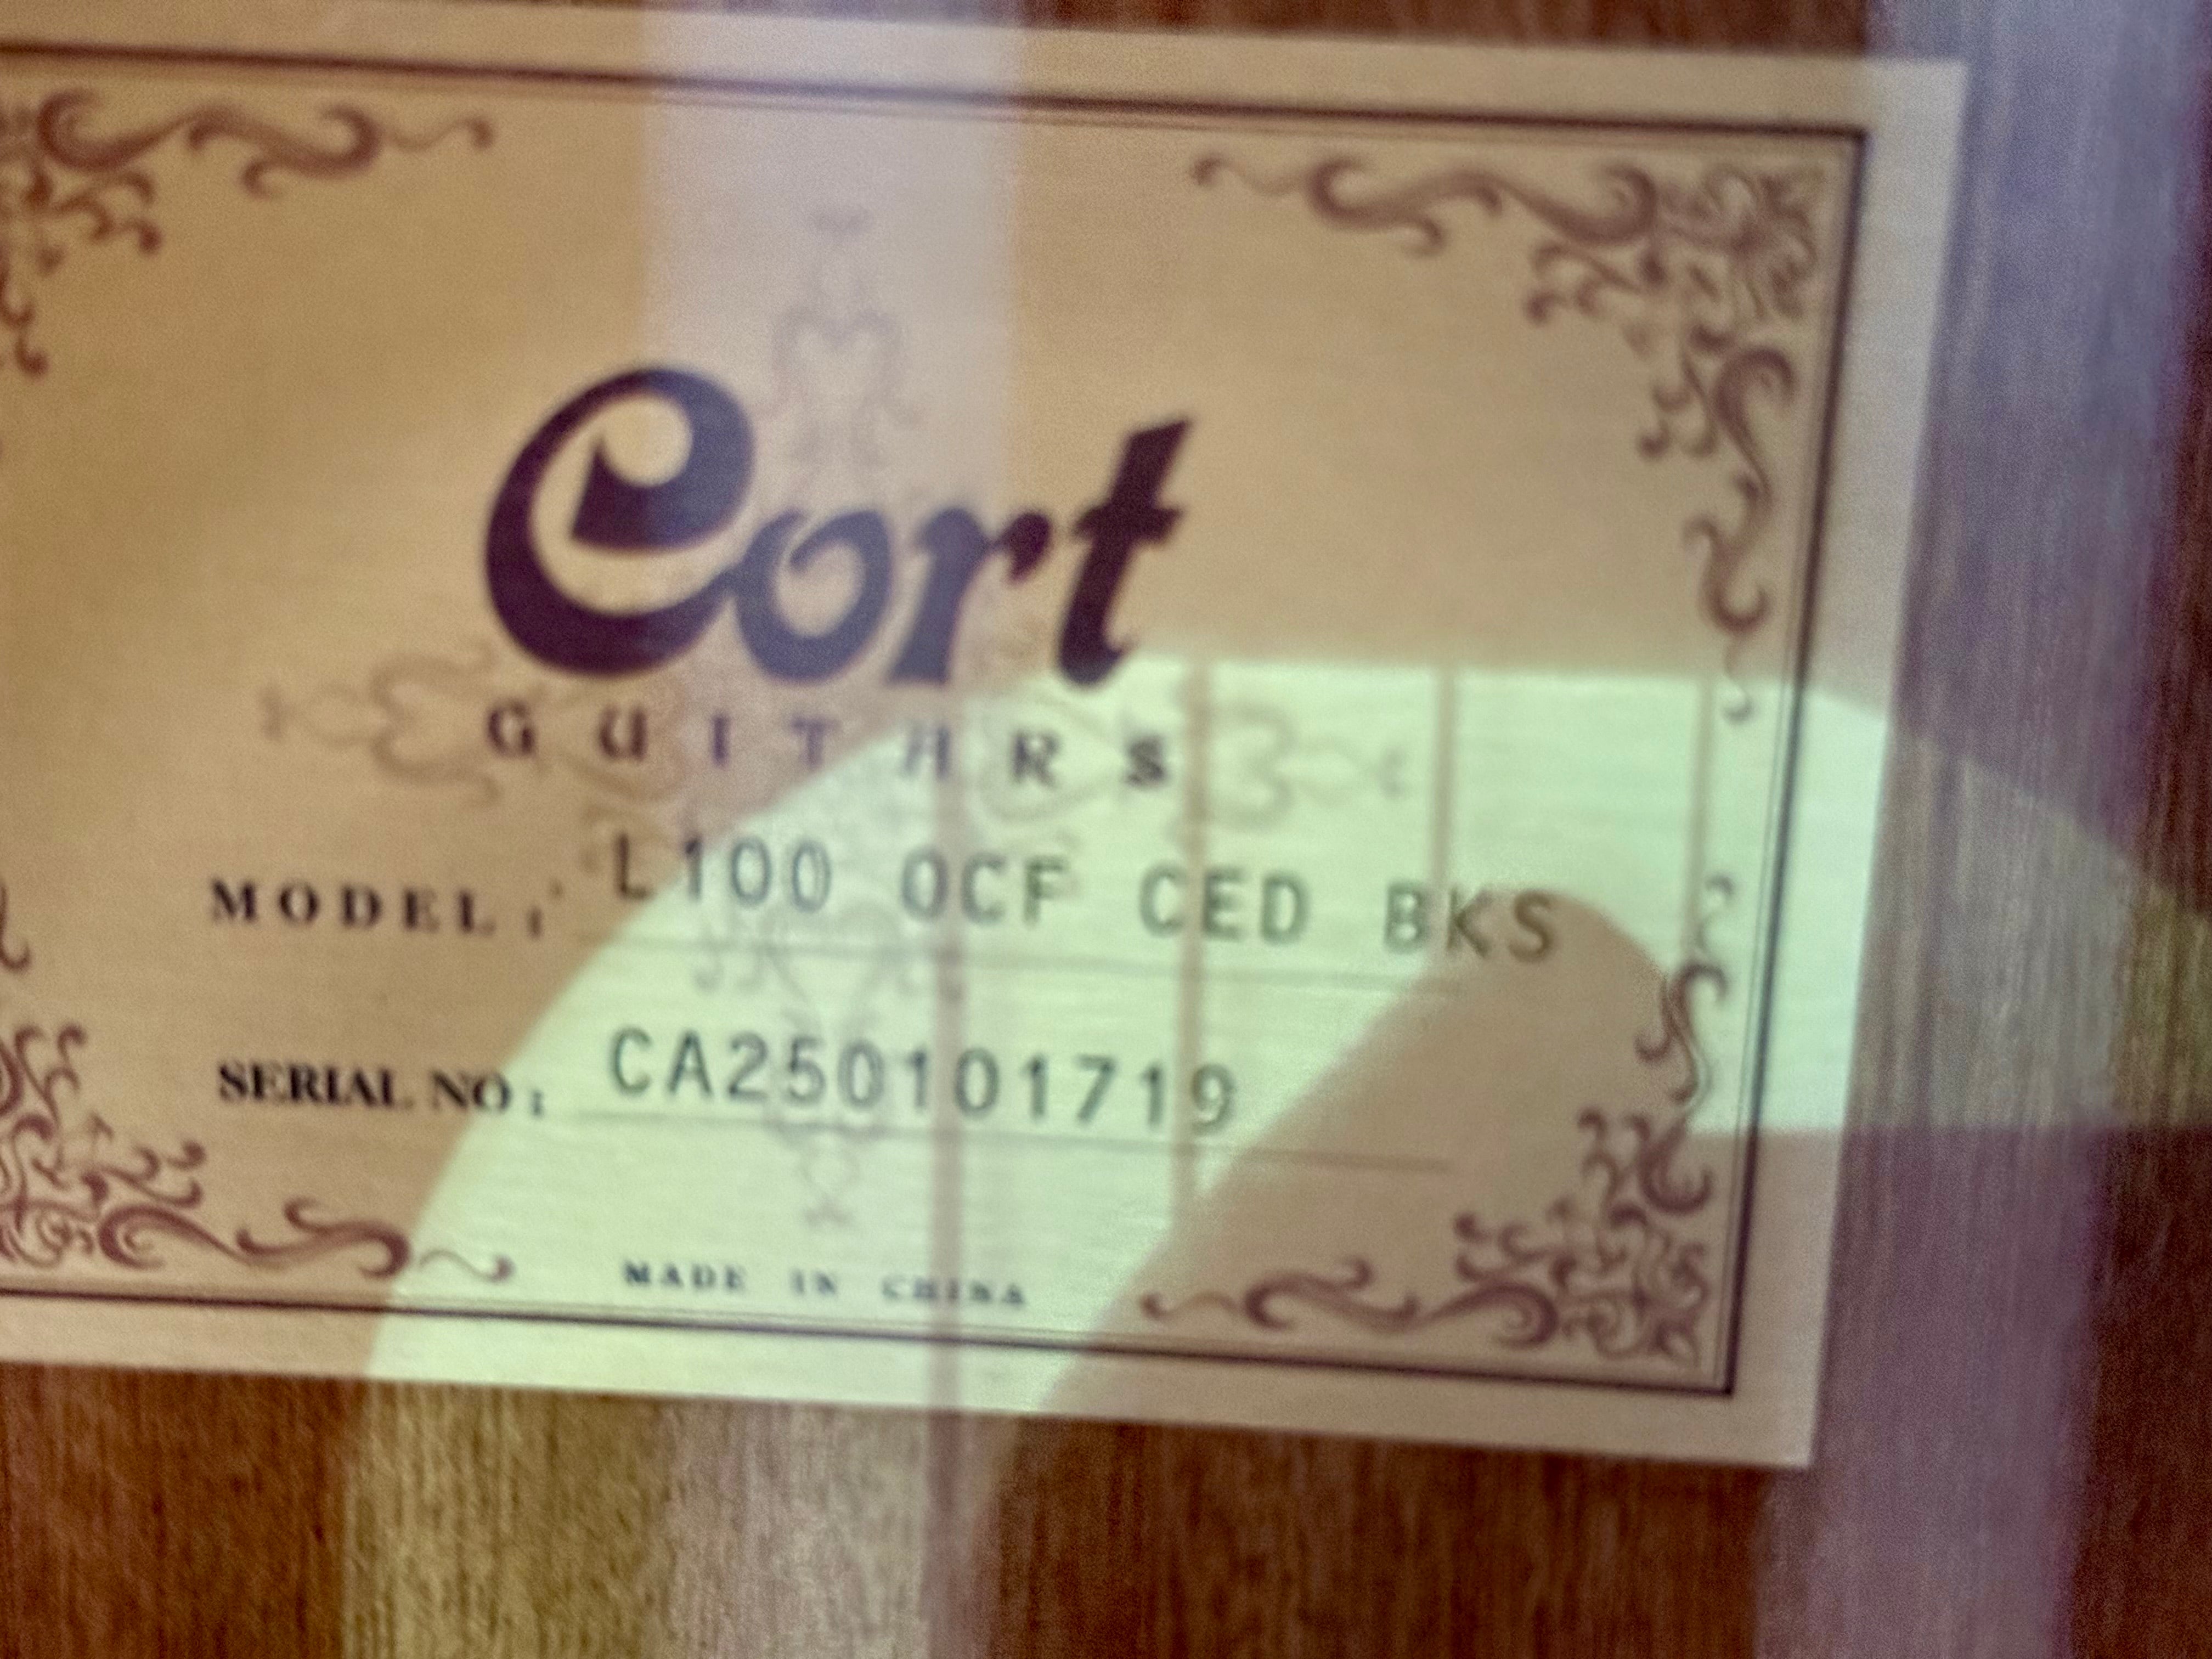 Cort
GUITARS
MODEL : L100 OCF CED BKS
SERIAL NO : CA250101719
MADE IN CHINA